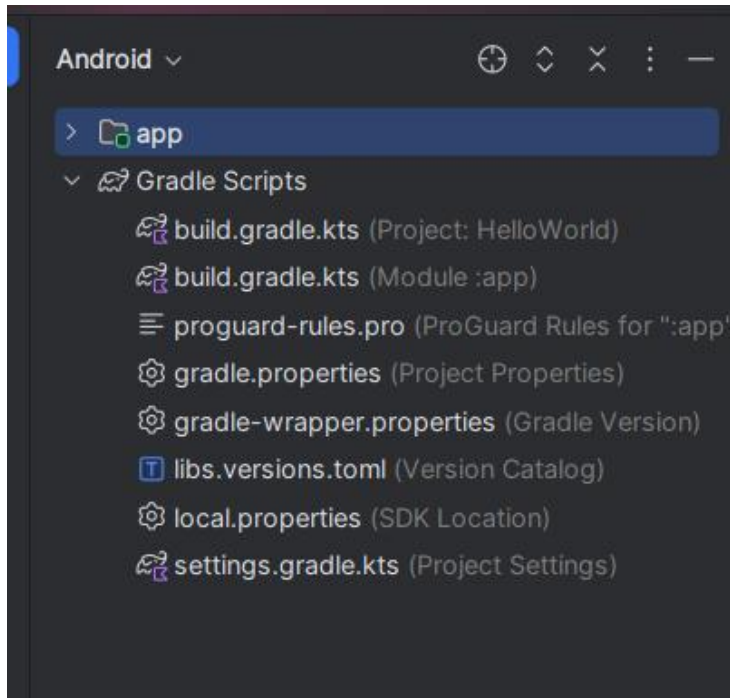 Android
app
Gradle Scripts
build.gradle.kts (Project: HelloWorld)
build.gradle.kts (Module :app)
proguard-rules.pro (ProGuard Rules for ":app"
gradle.properties (Project Properties)
gradle-wrapper.properties (Gradle Version)
libs.versions.toml (Version Catalog)
local.properties (SDK Location)
settings.gradle.kts (Project Settings)